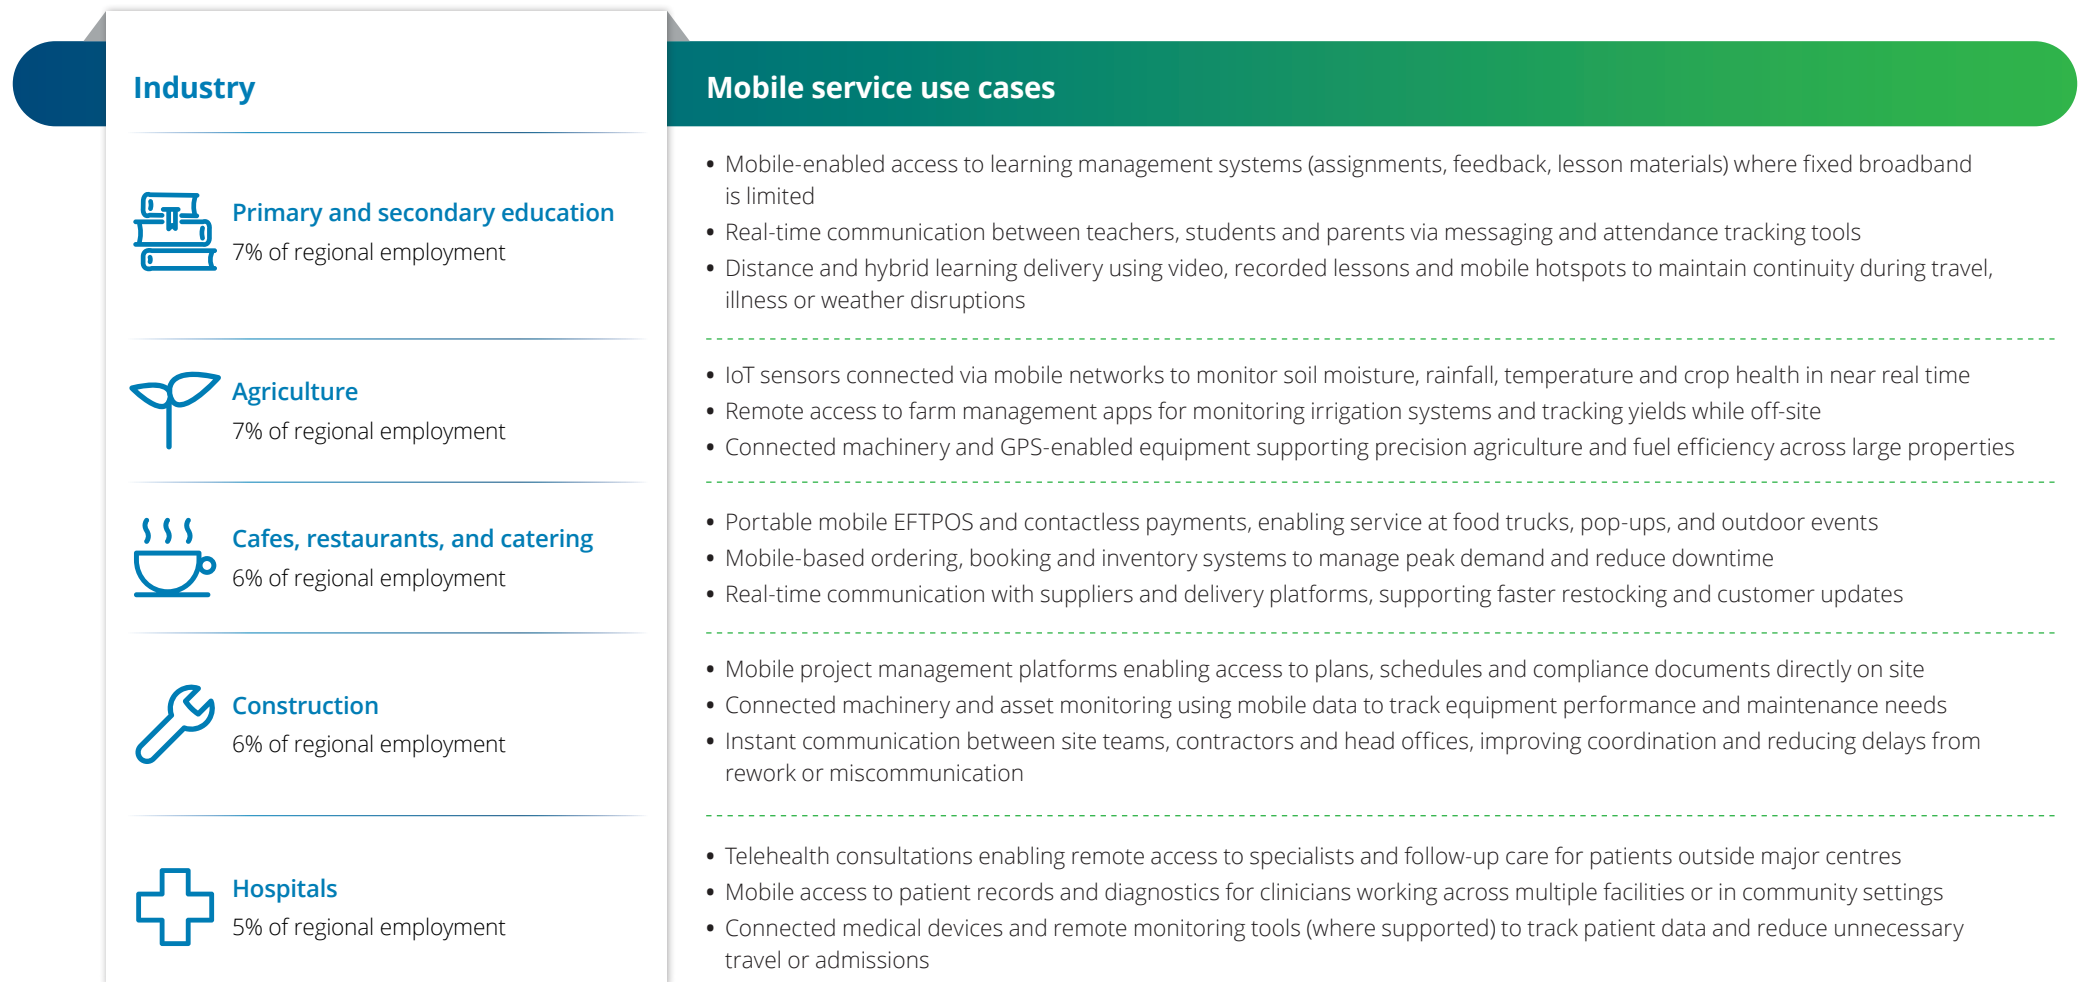 Industry
Mobile service use cases
Primary and secondary education
7% of regional employment
• Mobile-enabled access to learning management systems (assignments, feedback, lesson materials) where fixed broadband
is limited
• Real-time communication between teachers, students and parents via messaging and attendance tracking tools
• Distance and hybrid learning delivery using video, recorded lessons and mobile hotspots to maintain continuity during travel,
illness or weather disruptions
Agriculture
7% of regional employment
• IoT sensors connected via mobile networks to monitor soil moisture, rainfall, temperature and crop health in near real time
• Remote access to farm management apps for monitoring irrigation systems and tracking yields while off-site
• Connected machinery and GPS-enabled equipment supporting precision agriculture and fuel efficiency across large properties
Cafes, restaurants, and catering
6% of regional employment
• Portable mobile EFTPOS and contactless payments, enabling service at food trucks, pop-ups, and outdoor events
• Mobile-based ordering, booking and inventory systems to manage peak demand and reduce downtime
• Real-time communication with suppliers and delivery platforms, supporting faster restocking and customer updates
Construction
6% of regional employment
• Mobile project management platforms enabling access to plans, schedules and compliance documents directly on site
• Connected machinery and asset monitoring using mobile data to track equipment performance and maintenance needs
• Instant communication between site teams, contractors and head offices, improving coordination and reducing delays from
rework or miscommunication
Hospitals
5% of regional employment
• Telehealth consultations enabling remote access to specialists and follow-up care for patients outside major centres
• Mobile access to patient records and diagnostics for clinicians working across multiple facilities or in community settings
• Connected medical devices and remote monitoring tools (where supported) to track patient data and reduce unnecessary
travel or admissions